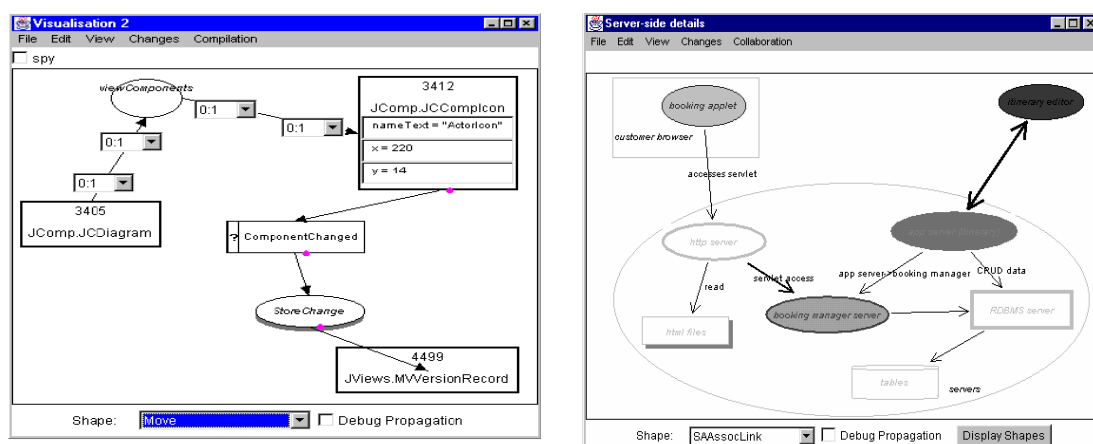 Visualisation 2
File Edit View Changes Compilation
spy
viewComponents
0:1
0:1
0:1
0:1
3412
JComp.JCCompIcon
nameText = "ActorIcon"
x = 220
y = 14
3405
JComp.JCDiagram
? ComponentChanged
StoreChange
4499
JViews.MVVersionRecord
Shape: Move Debug Propagation
Server-side details
File Edit View Changes Collaboration
booking applet
itinerary editor
customer browser
accesses servlet
http server
app server (itinerary)
servlet access
app server->booking manager
CRUD data
read
booking manager server
RDBMS server
html files
tables
servers
Shape: SAAssocLink Debug Propagation Display Shapes